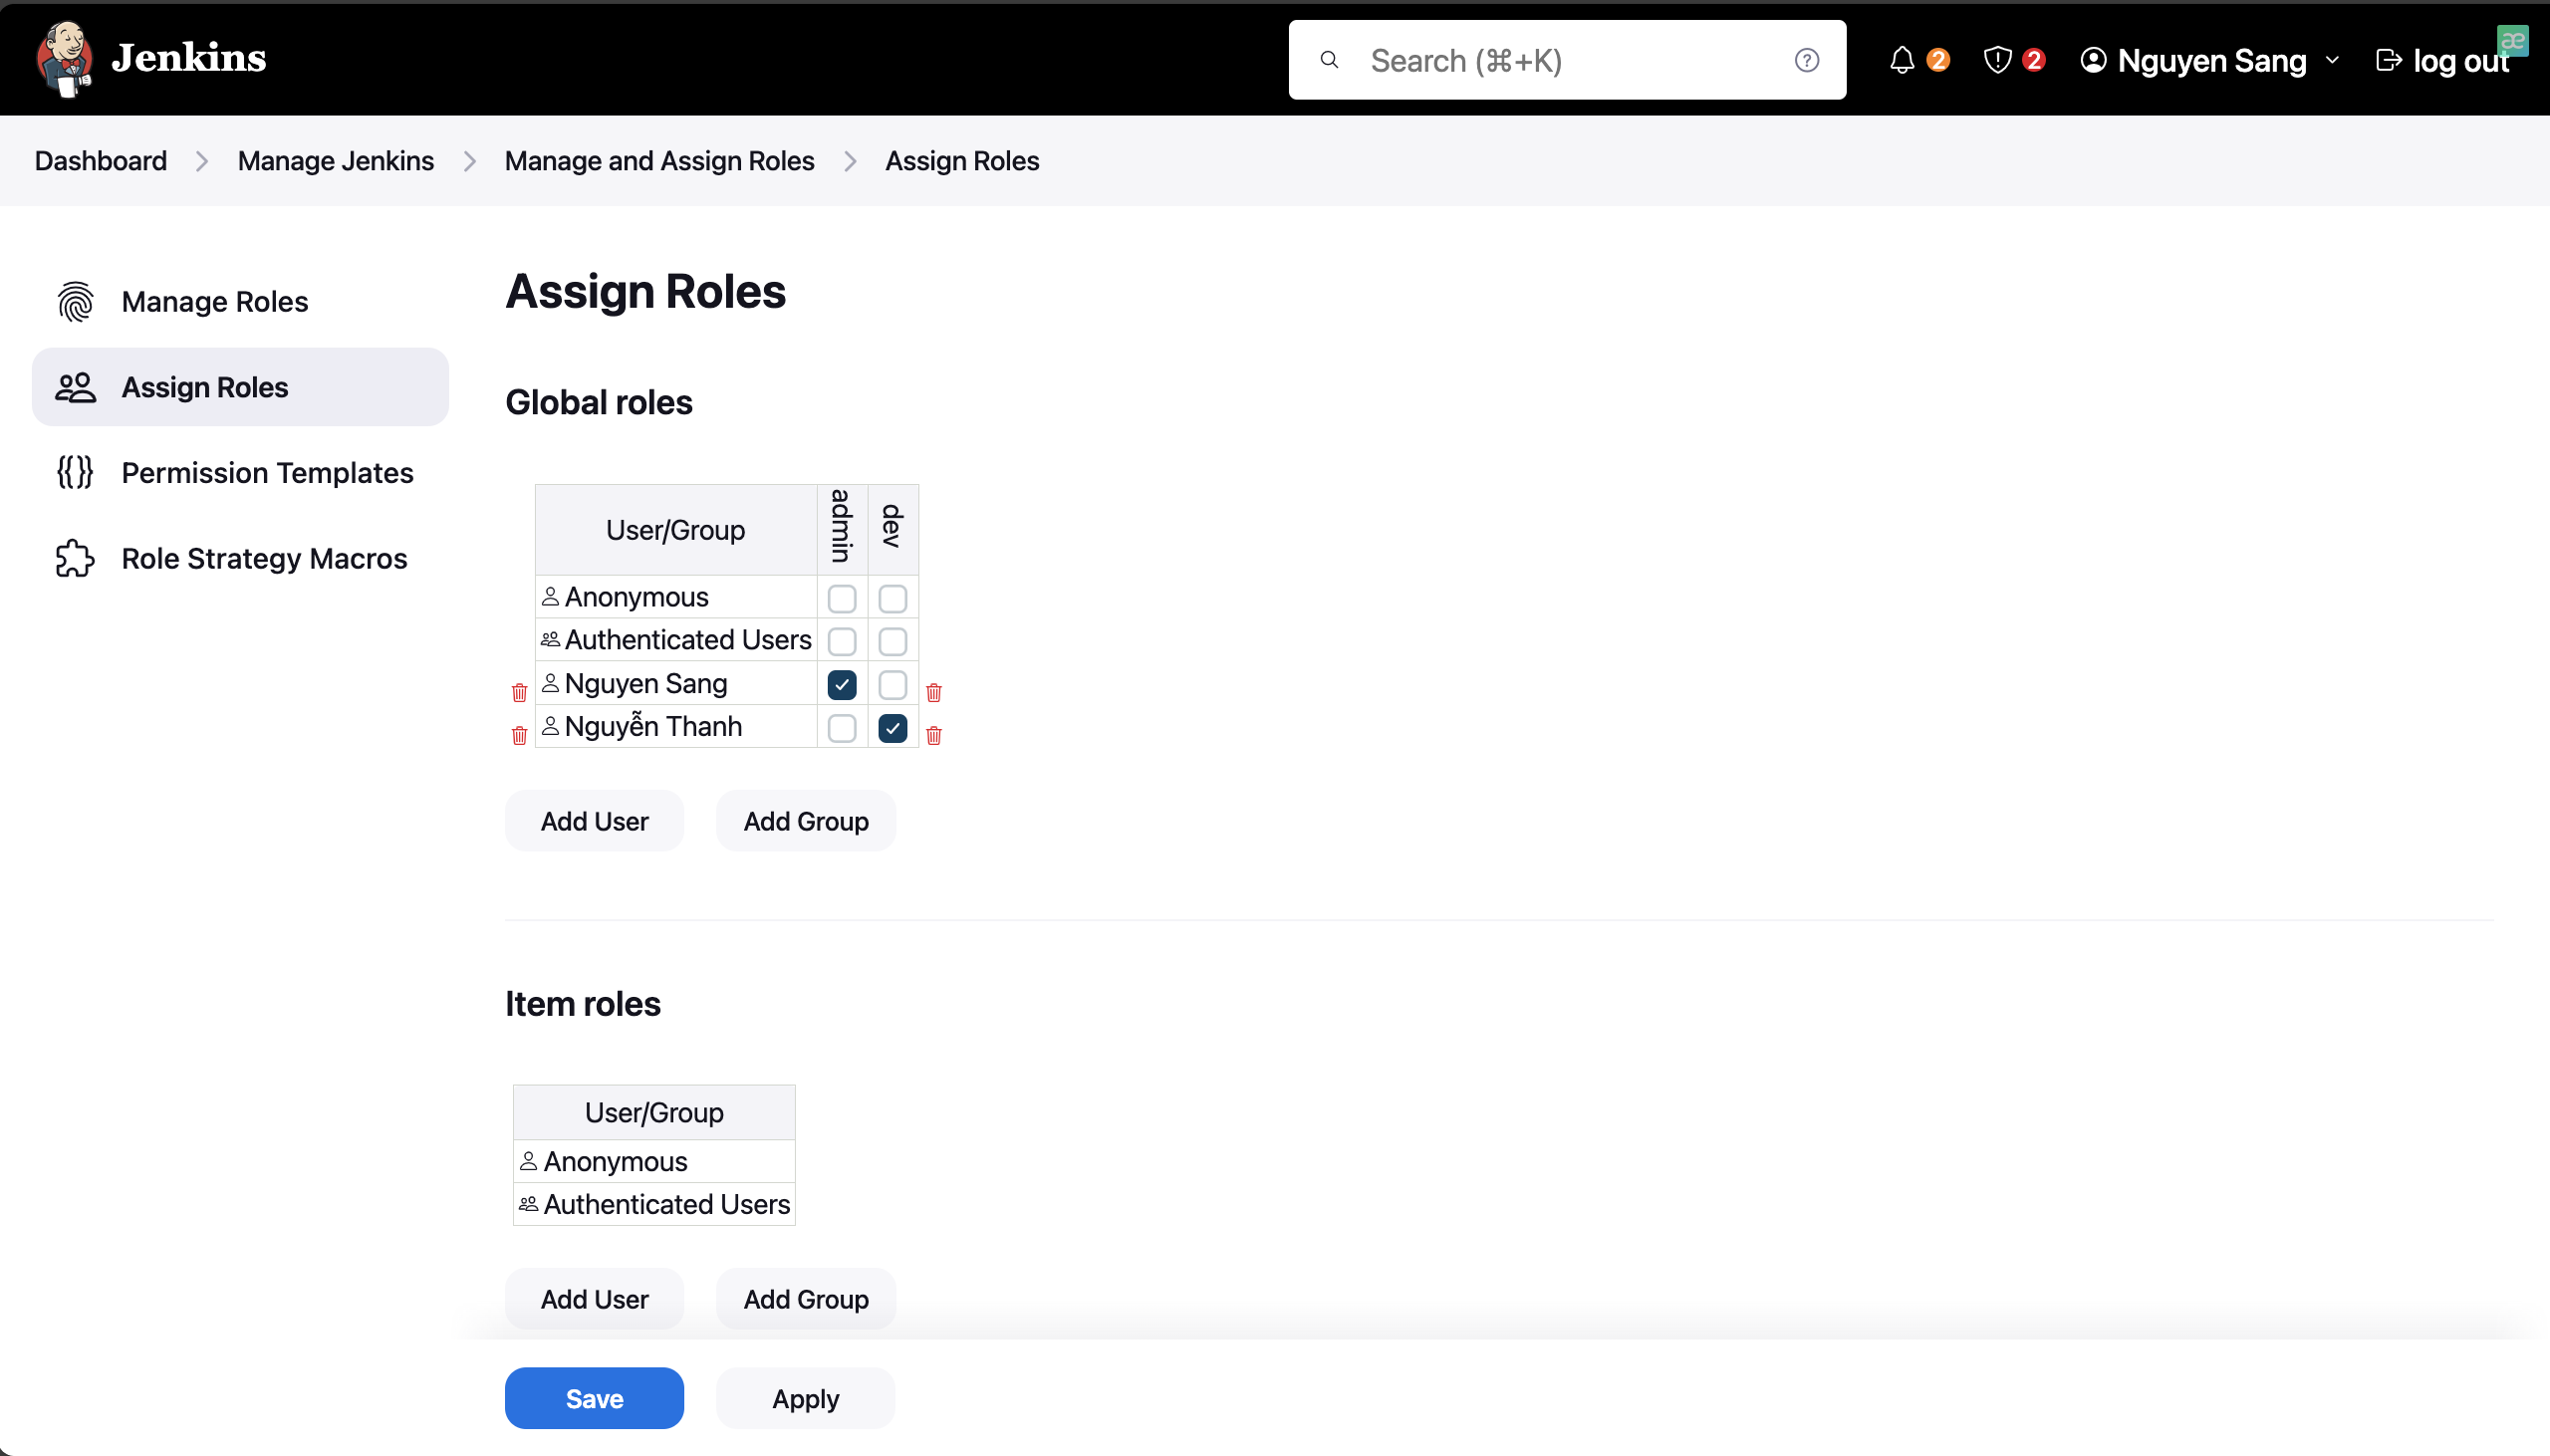 Jenkins
Search (⌘+K)
2
2
Nguyen Sang
log out
æ
Dashboard
Manage Jenkins
Manage and Assign Roles
Assign Roles
Manage Roles
Assign Roles
Permission Templates
Role Strategy Macros
Assign Roles
Global roles
User/Group
admin
dev
Anonymous
Authenticated Users
Nguyen Sang
Nguyễn Thanh
Add User
Add Group
Item roles
User/Group
Anonymous
Authenticated Users
Add User
Add Group
Save
Apply